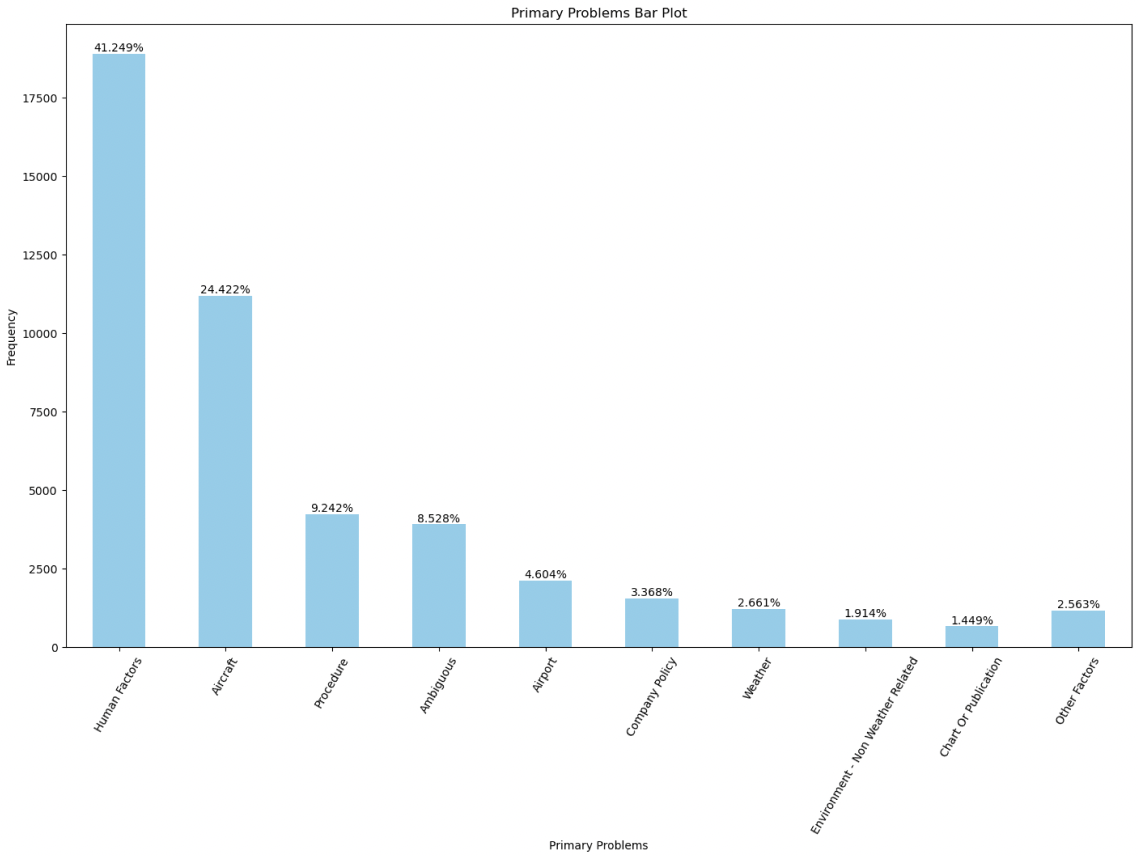 Primary Problems Bar Plot
41.249%
24.422%
9.242%
8.528%
4.604%
3.368%
2.661%
1.914%
1.449%
2.563%
17500
15000
12500
10000
7500
5000
2500
0
Frequency
Human Factors
Aircraft
Procedure
Ambiguous
Airport
Company Policy
Weather
Environment - Non Weather Related
Chart Or Publication
Other Factors
Primary Problems